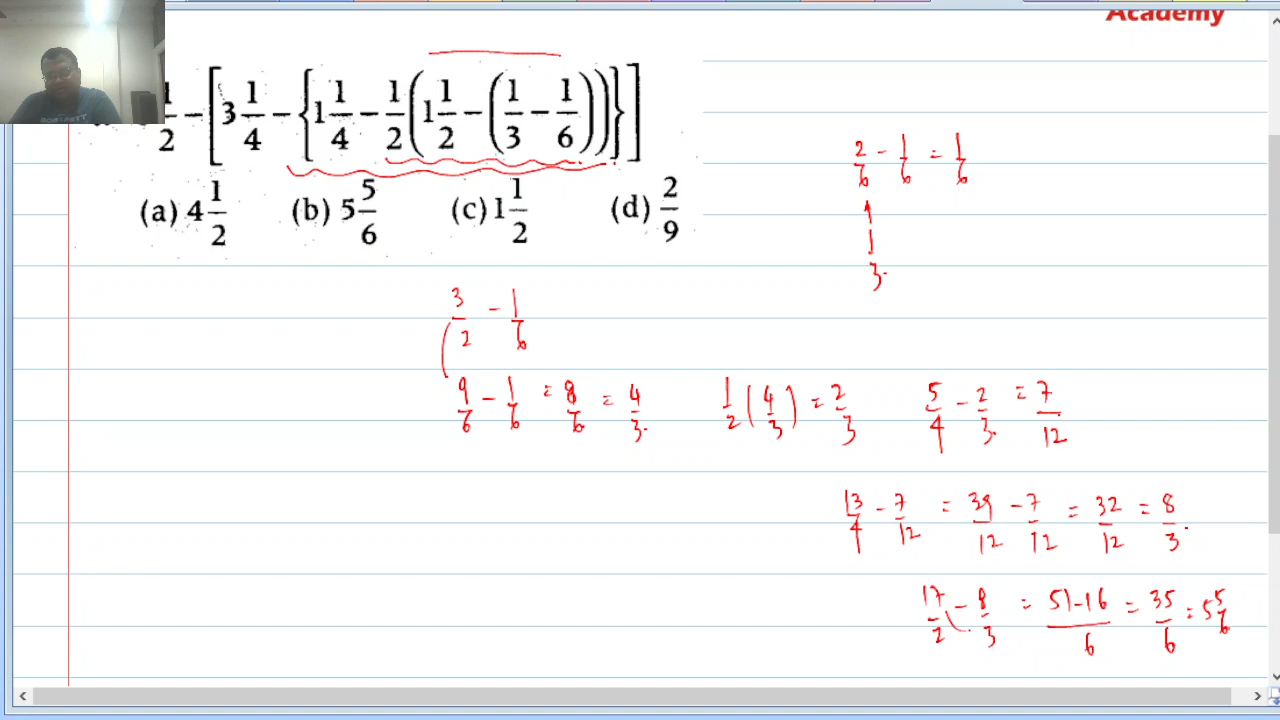 Academy
1/2 − [3 1/4 − {1 1/4 − 1/2 (1 1/2 − (1/3 − 1/6))}]
(a) 4 1/2 (b) 5 5/6 (c) 1 1/2 (d) 2/9
2/6 − 1/6 = 1/6
1/3
3/2 − 1/6
9/6 − 1/6 = 8/6 = 4/3 1/2 (4/3) = 2/3 5/4 − 2/3 = 7/12
13/4 − 7/12 = 39/12 − 7/12 = 32/12 = 8/3
17/2 − 8/3 = 51−16/6 = 35/6 = 5 5/6